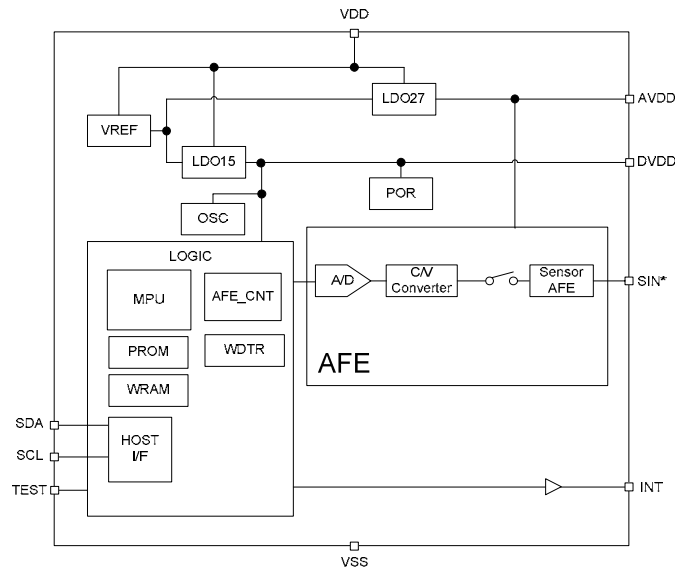 VDD
LDO27
AVDD
VREF
LDO15
DVDD
POR
OSC
LOGIC
MPU
AFE_CNT
A/D
C/V
Converter
Sensor
AFE
SIN*
PROM
WDTR
AFE
WRAM
SDA
HOST
I/F
SCL
TEST
INT
VSS